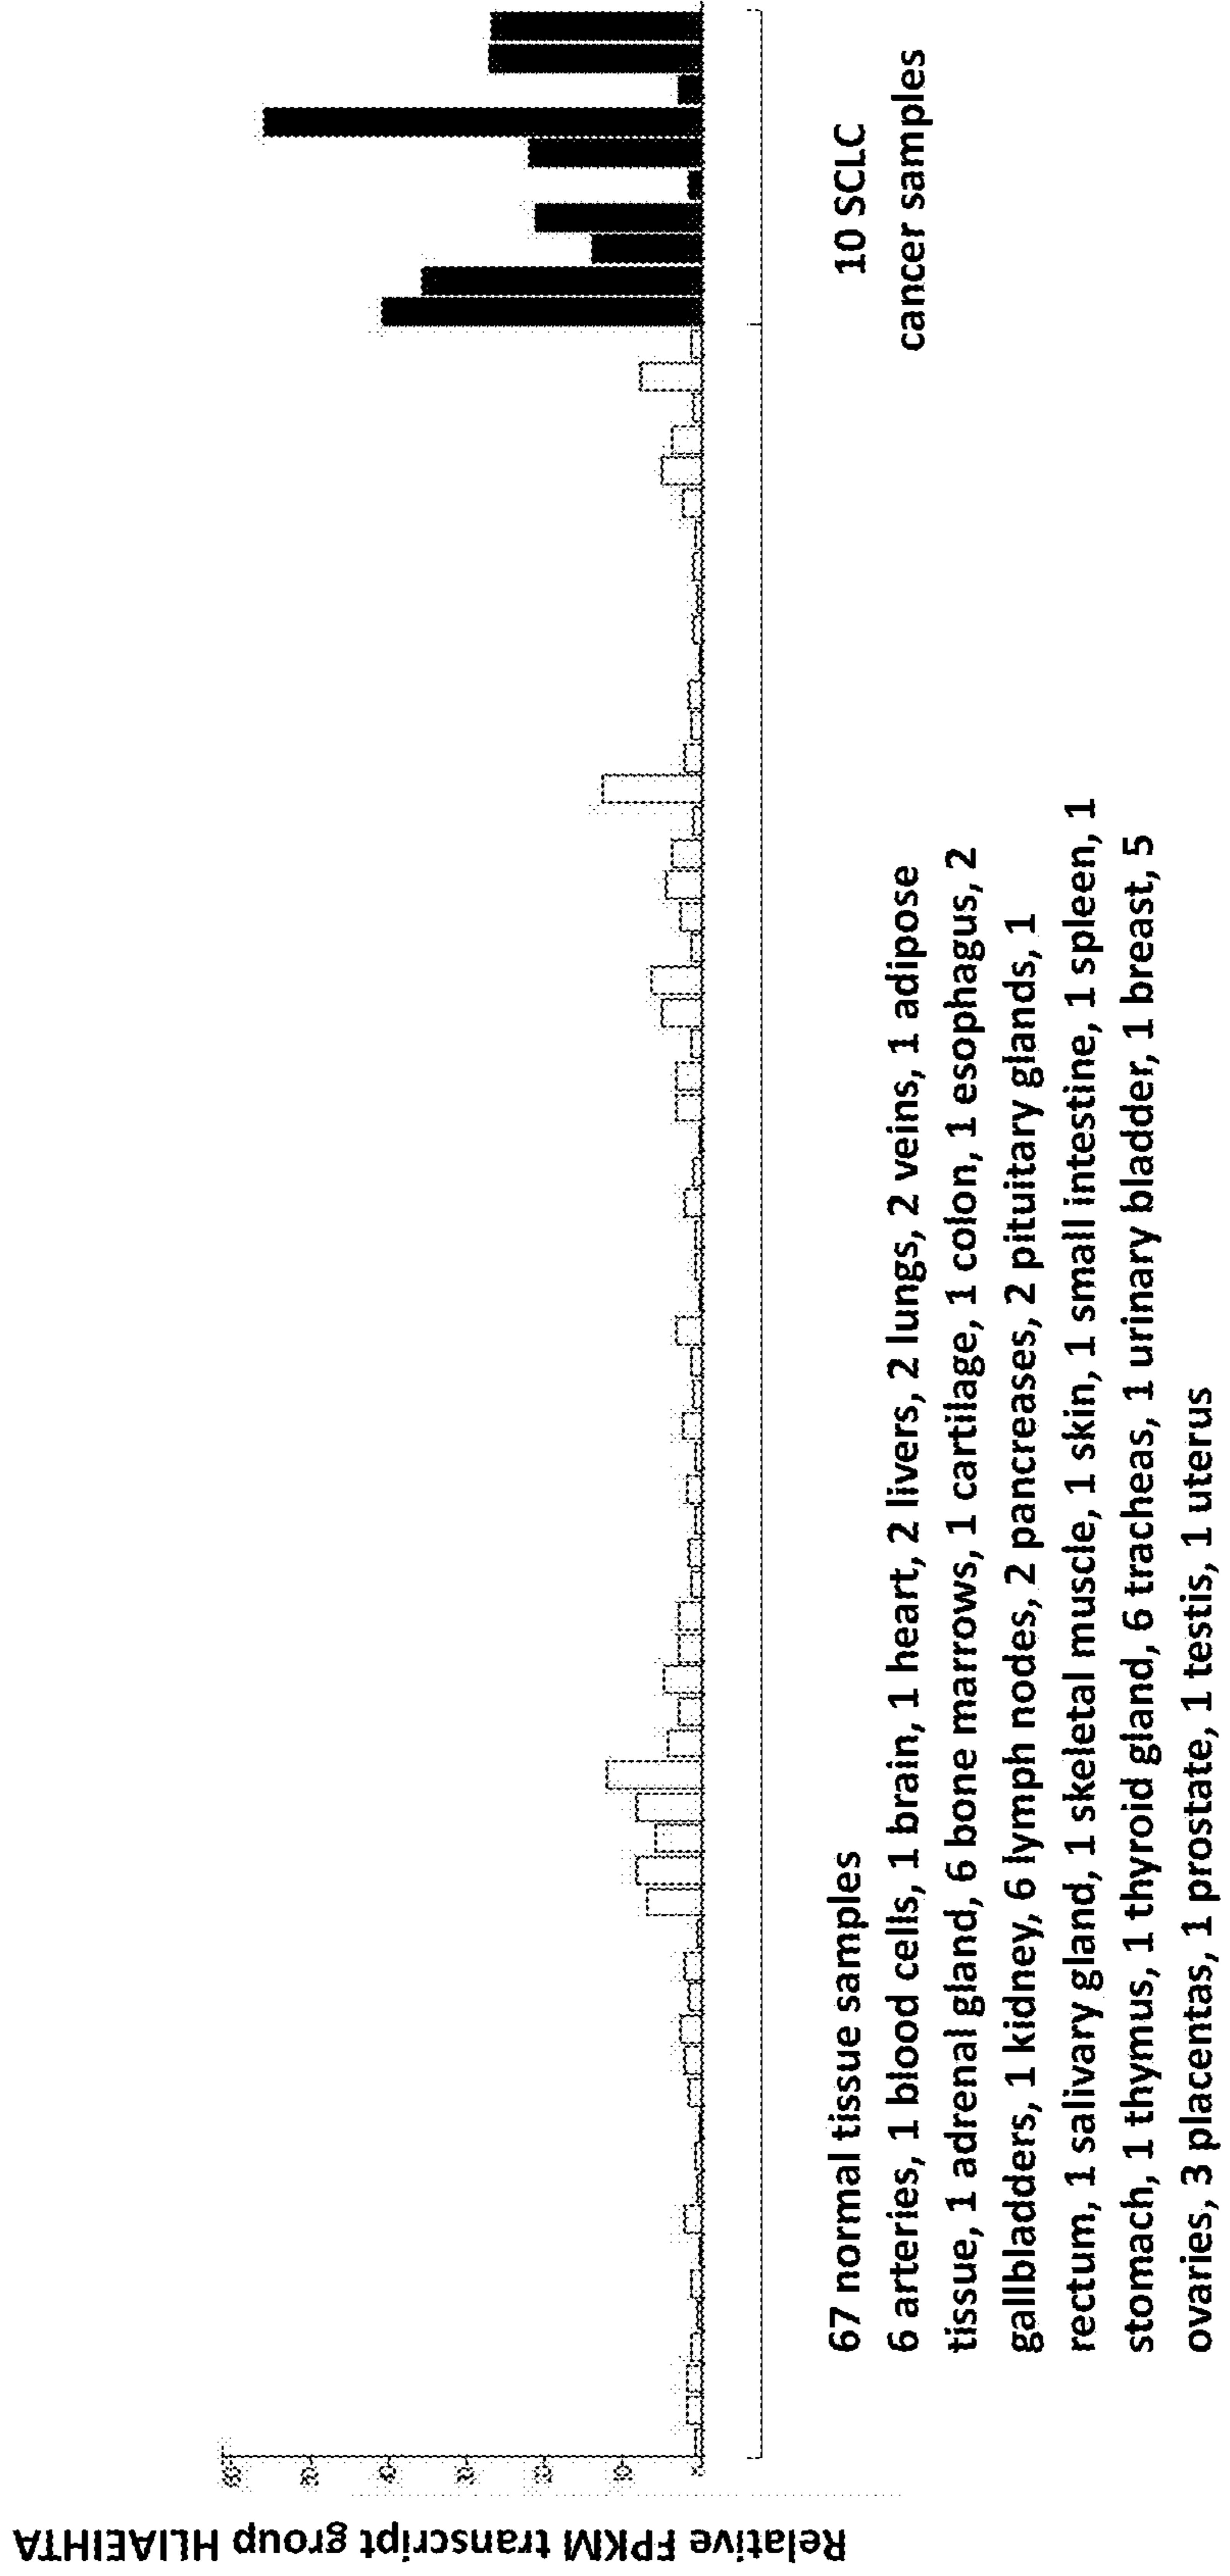 Relative FPKM transcript group HLIAEIHTA
67 normal tissue samples
6 arteries, 1 blood cells, 1 brain, 1 heart, 2 livers, 2 lungs, 2 veins, 1 adipose
tissue, 1 adrenal gland, 6 bone marrows, 1 cartilage, 1 colon, 1 esophagus, 2
gallbladders, 1 kidney, 6 lymph nodes, 2 pancreases, 2 pituitary glands, 1
rectum, 1 salivary gland, 1 skeletal muscle, 1 skin, 1 small intestine, 1 spleen, 1
stomach, 1 thymus, 1 thyroid gland, 6 tracheas, 1 urinary bladder, 1 breast, 5
ovaries, 3 placentas, 1 prostate, 1 testis, 1 uterus
10 SCLC
cancer samples